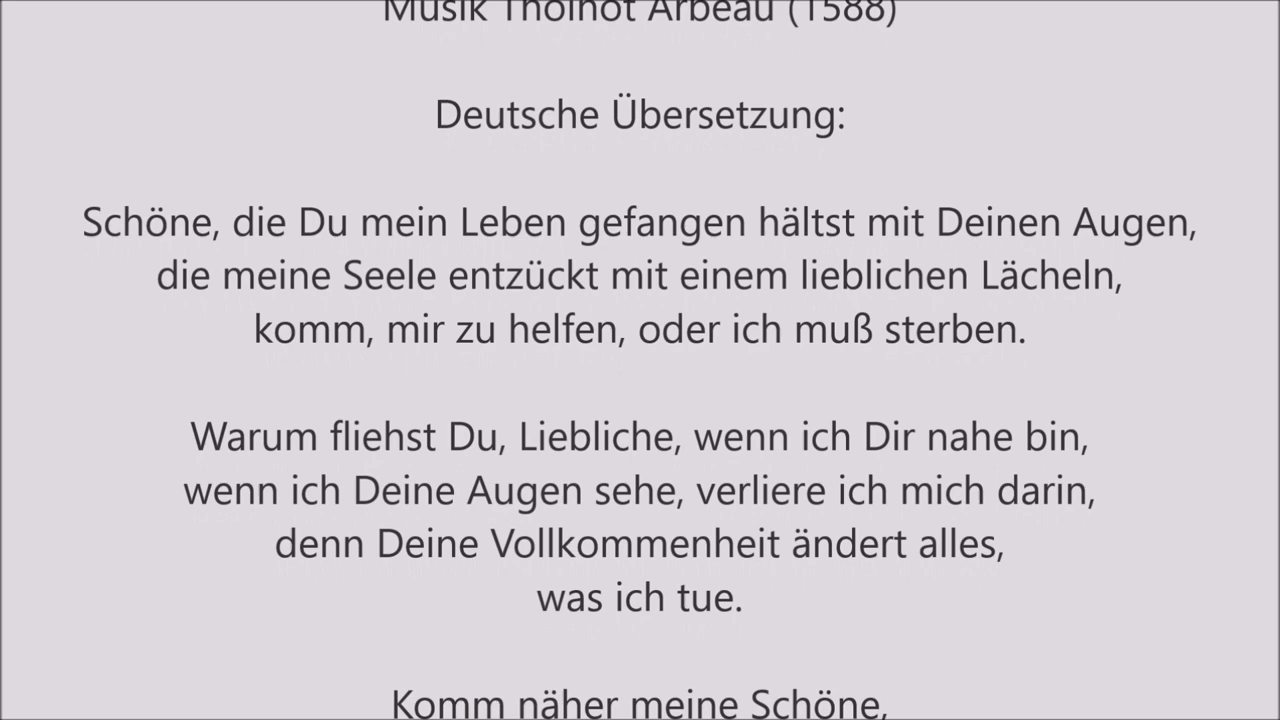 Musik Thoinot Arbeau (1588)
Deutsche Übersetzung:
Schöne, die Du mein Leben gefangen hältst mit Deinen Augen,
die meine Seele entzückt mit einem lieblichen Lächeln,
komm, mir zu helfen, oder ich muß sterben.
Warum fliehst Du, Liebliche, wenn ich Dir nahe bin,
wenn ich Deine Augen sehe, verliere ich mich darin,
denn Deine Vollkommenheit ändert alles,
was ich tue.
Komm näher meine Schöne,